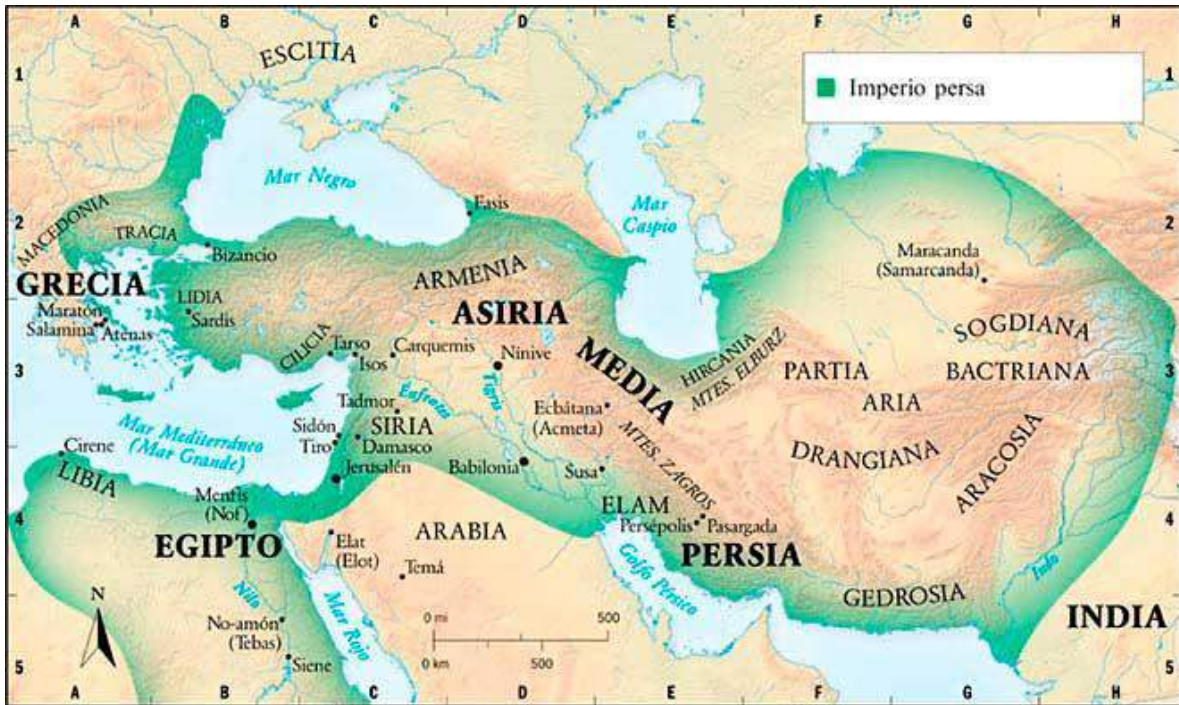 A B C D E F G H
1
ESCITIA
1
Imperio persa
Mar Negro
Fasis
Mar
Caspio
2
MACEDONIA
TRACIA
Bizancio
2
Maracanda
(Samarcanda)
GRECIA
ARMENIA
LIDIA
Sardis
Maratón
Salamina
Atenas
ASIRIA
SOGDIANA
CILICIA
Tarso
Isos
Carquemis
Nínive
MEDIA
HIRCANIA
MTES. ELBURZ
3
PARTIA
BACTRIANA
3
Tadmor
Éufrates
Tigris
Ecbátana
(Acmeta)
ARIA
Mar Mediterráneo
(Mar Grande)
Sidón
Tiro
SIRIA
Damasco
Cirene
Jerusalén
Babilonia
Susa
MTES. ZAGROS
DRANGIANA
ARACOSIA
LIBIA
Menfis
(Nof)
ELAM
4
EGIPTO
Elat
(Elot)
ARABIA
Persépolis
Pasargada
PERSIA
4
Temá
Golfo Pérsico
GEDROSIA
Indo
INDIA
N
Nilo
Mar Rojo
No-amón
(Tebas)
0 mi
500
0 km
500
Siene
5
5
A B C D E F G H